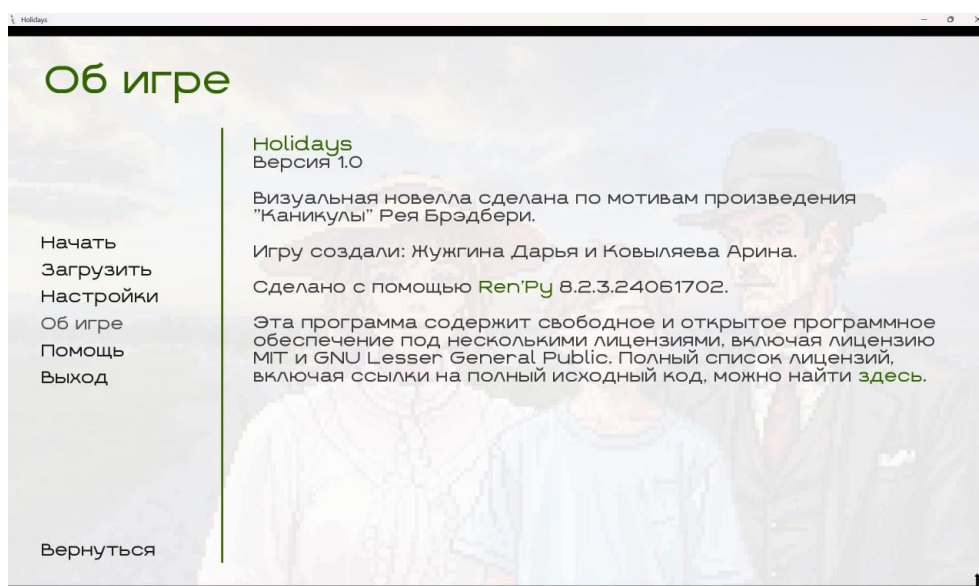 Holidays
Об игре
Holidays
Версия 1.0
Визуальная новелла сделана по мотивам произведения
"Каникулы" Рея Брэдбери.
Игру создали: Жужгина Дарья и Ковыляева Арина.
Сделано с помощью Ren'Py 8.2.3.24061702.
Эта программа содержит свободное и открытое программное
обеспечение под несколькими лицензиями, включая лицензию
MIT и GNU Lesser General Public. Полный список лицензий,
включая ссылки на полный исходный код, можно найти здесь.
Начать
Загрузить
Настройки
Об игре
Помощь
Выход
Вернуться